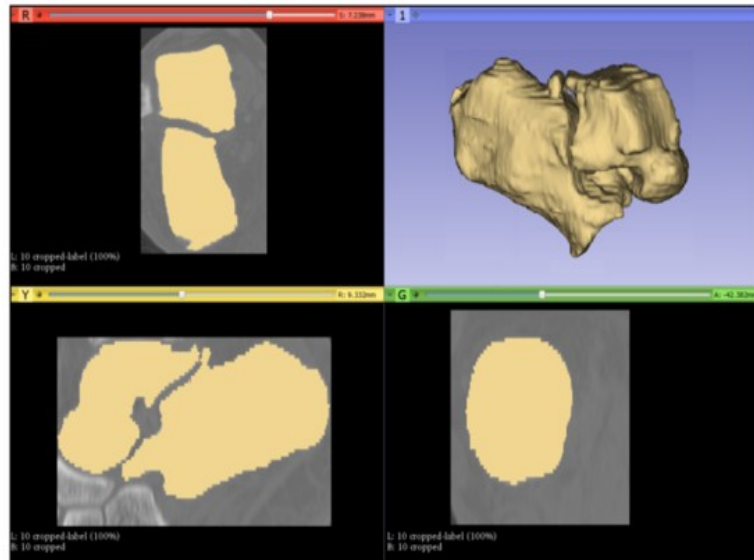 R
S: 7.238mm
1
L: 10 cropped-label (100%)
B: 10 cropped
Y
R: 9.332mm
G
A: -42.382mm
L: 10 cropped-label (100%)
B: 10 cropped
L: 10 cropped-label (100%)
B: 10 cropped